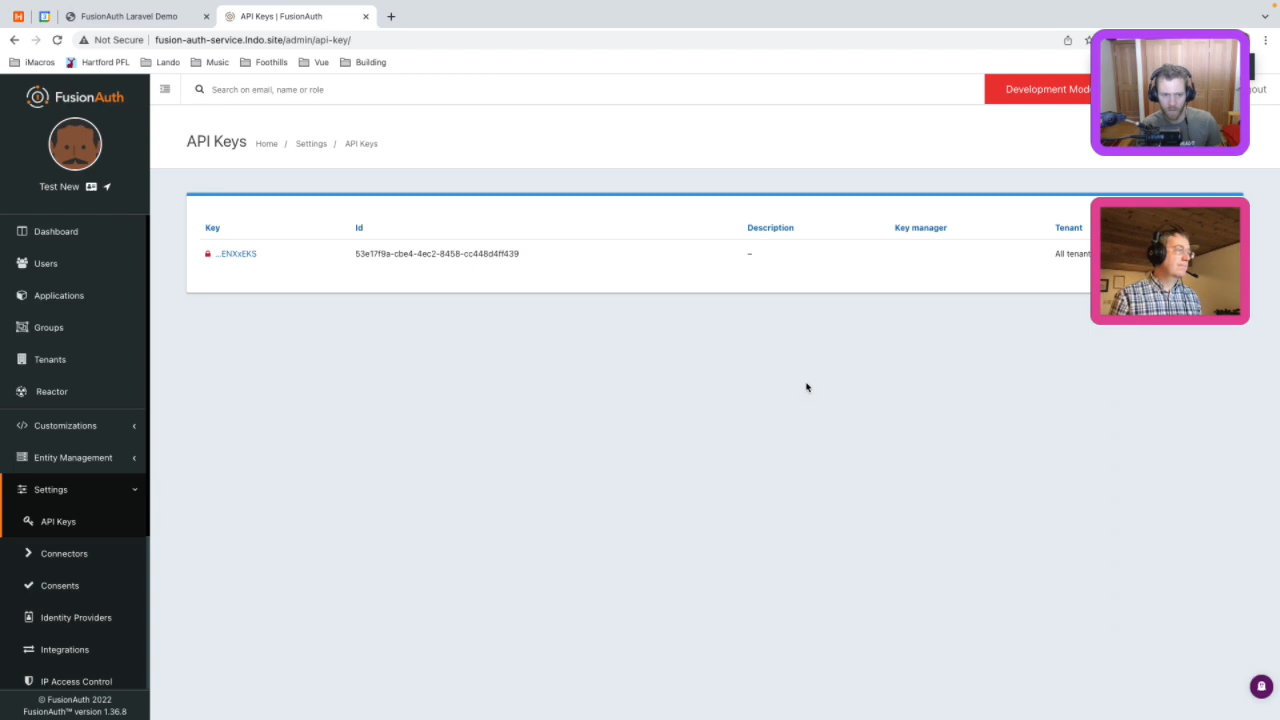 FusionAuth Laravel Demo
API Keys | FusionAuth
Not Secure
fusion-auth-service.lndo.site/admin/api-key/
iMacros
Hartford PFL
Lando
Music
Foothills
Vue
Building
FusionAuth
Search on email, name or role
Development Mod
out
Test New
API Keys
Home / Settings / API Keys
Key
Id
Description
Key manager
Tenant
...ENXxEKS
53e17f9a-cbe4-4ec2-8458-cc448d4ff439
–
All tenant
Dashboard
Users
Applications
Groups
Tenants
Reactor
Customizations
Entity Management
Settings
API Keys
Connectors
Consents
Identity Providers
Integrations
IP Access Control
© FusionAuth 2022
FusionAuth™ version 1.36.8